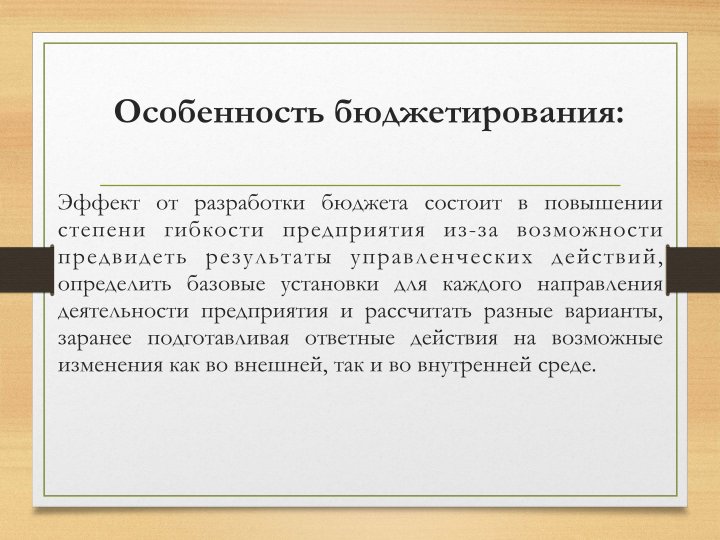 Особенность бюджетирования:
Эффект от разработки бюджета состоит в повышении
степени гибкости предприятия из-за возможности
предвидеть результаты управленческих действий,
определить базовые установки для каждого направления
деятельности предприятия и рассчитать разные варианты,
заранее подготавливая ответные действия на возможные
изменения как во внешней, так и во внутренней среде.